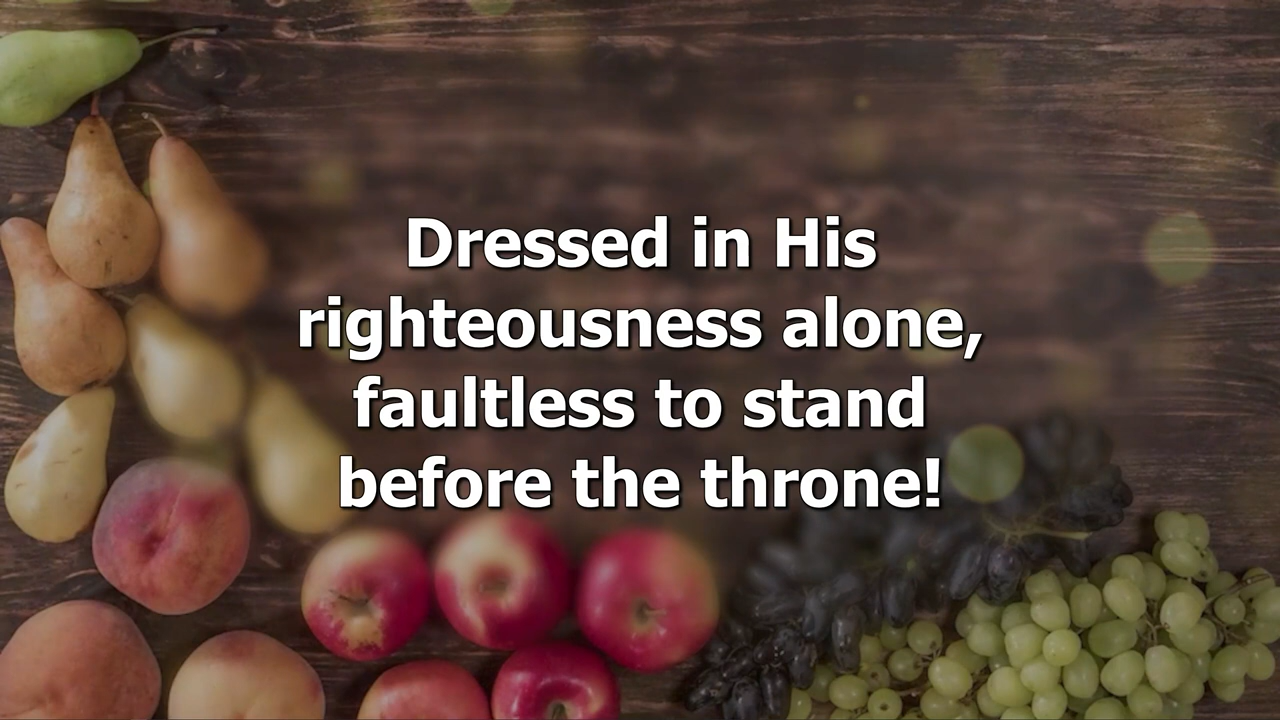 Dressed in His
righteousness alone,
faultless to stand
before the throne!